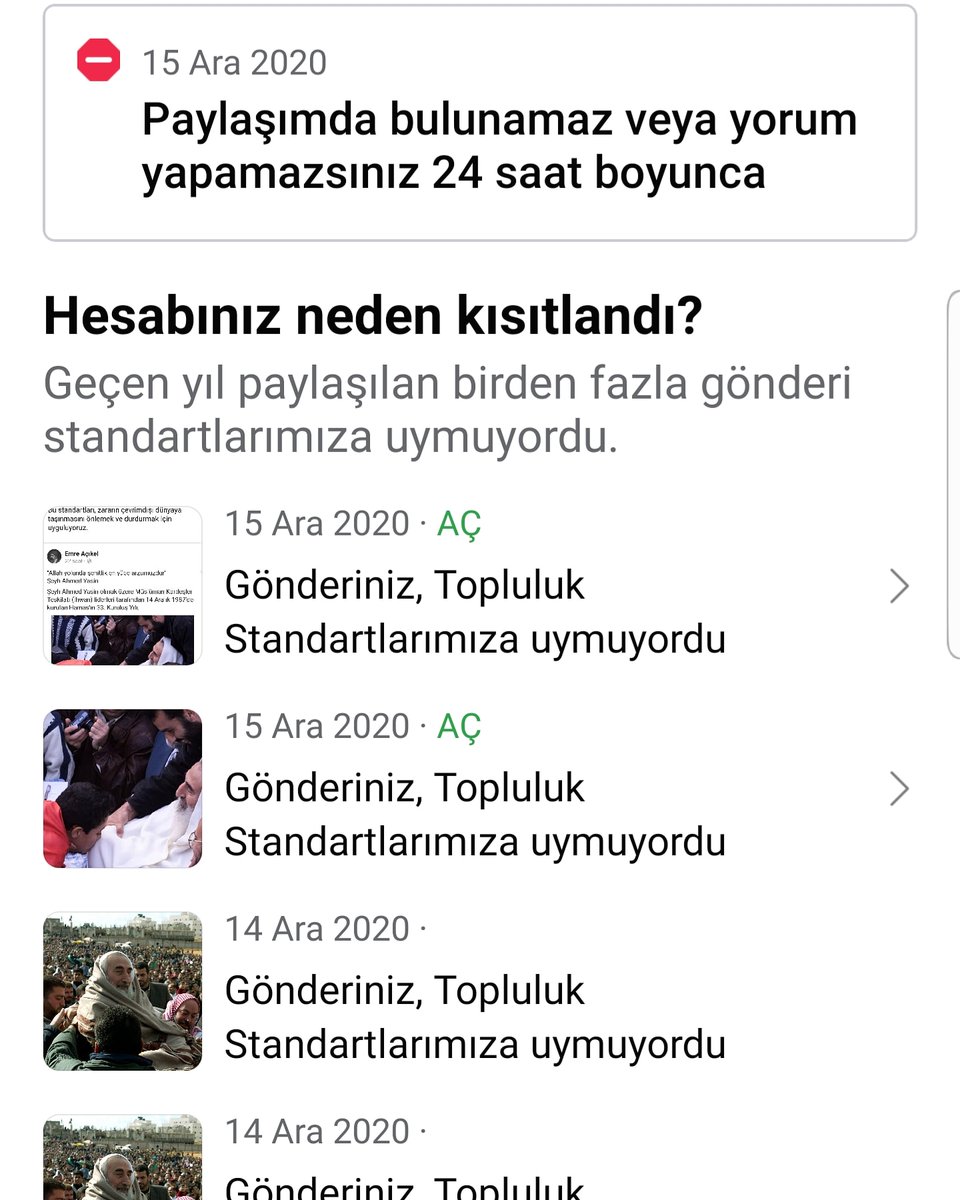 15 Ara 2020
Paylaşımda bulunamaz veya yorum
yapamazsınız 24 saat boyunca
Hesabınız neden kısıtlandı?
Geçen yıl paylaşılan birden fazla gönderi
standartlarımıza uymuyordu.
bu standartları, zararın çevrimdışı dünyaya
taşınmasını önlemek ve durdurmak için
uyguluyoruz.
Emre Açıkel
"Allah yolunda şehitlik en yüce arzumuzdur"
Şeyh Ahmed Yasin
Şeyh Ahmed Yasin olmak üzere Müslüman Kardeşler
Teşkilatı (İhvan) liderleri tarafından 14 Aralık 1987'de
kurulan Hamas'ın 33. Kuruluş Yılı,
15 Ara 2020 · AÇ
Gönderiniz, Topluluk
Standartlarımıza uymuyordu
15 Ara 2020 · AÇ
Gönderiniz, Topluluk
Standartlarımıza uymuyordu
14 Ara 2020 ·
Gönderiniz, Topluluk
Standartlarımıza uymuyordu
14 Ara 2020 ·
Gönderiniz, Topluluk